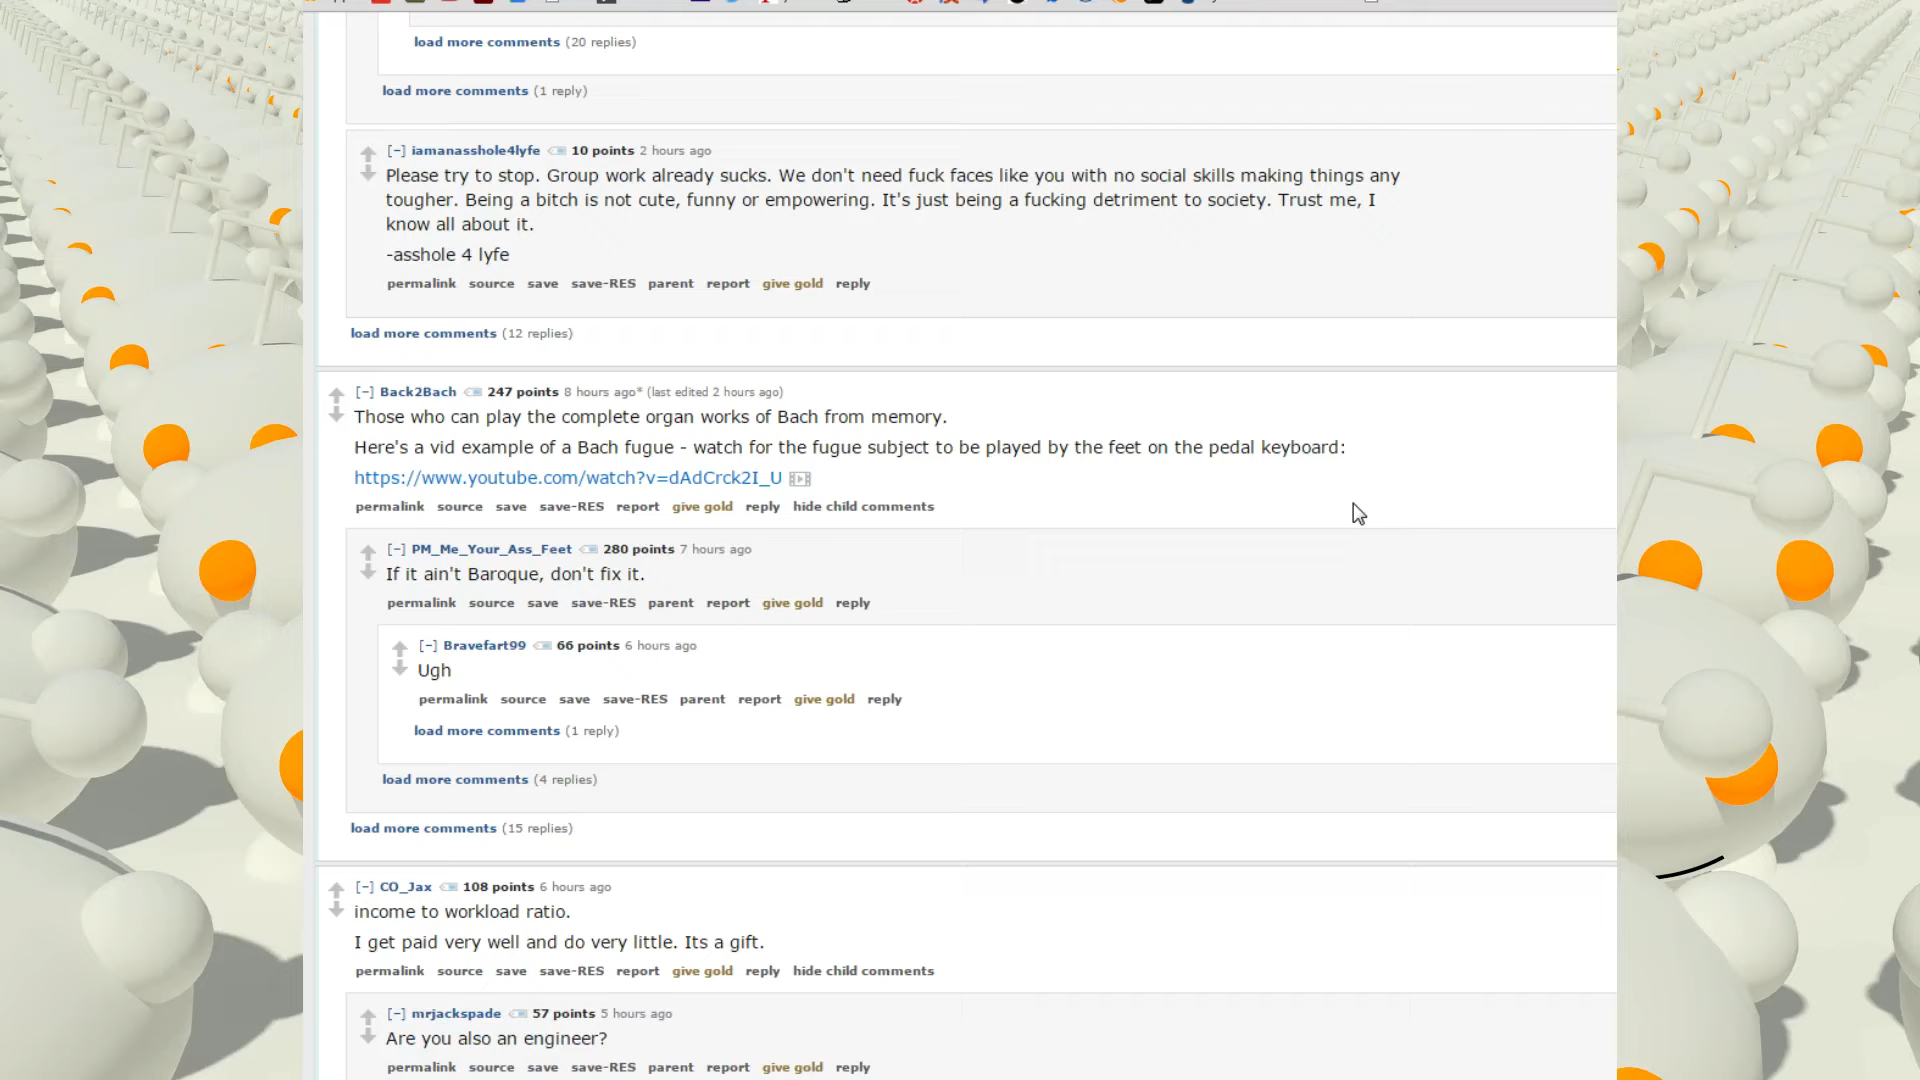 load more comments (20 replies)
load more comments (1 reply)
[–] iamanasshole4lyfe 10 points 2 hours ago
Please try to stop. Group work already sucks. We don't need fuck faces like you with no social skills making things any
tougher. Being a bitch is not cute, funny or empowering. It's just being a fucking detriment to society. Trust me, I
know all about it.
-asshole 4 lyfe
permalink source save save-RES parent report give gold reply
load more comments (12 replies)
[–] Back2Bach 247 points 8 hours ago* (last edited 2 hours ago)
Those who can play the complete organ works of Bach from memory.
Here's a vid example of a Bach fugue - watch for the fugue subject to be played by the feet on the pedal keyboard:
https://www.youtube.com/watch?v=dAdCrck2I_U
permalink source save save-RES report give gold reply hide child comments
[–] PM_Me_Your_Ass_Feet 280 points 7 hours ago
If it ain't Baroque, don't fix it.
permalink source save save-RES parent report give gold reply
[–] Bravefart99 66 points 6 hours ago
Ugh
permalink source save save-RES parent report give gold reply
load more comments (1 reply)
load more comments (4 replies)
load more comments (15 replies)
[–] CO_Jax 108 points 6 hours ago
income to workload ratio.
I get paid very well and do very little. Its a gift.
permalink source save save-RES report give gold reply hide child comments
[–] mrjackspade 57 points 5 hours ago
Are you also an engineer?
permalink source save save-RES parent report give gold reply